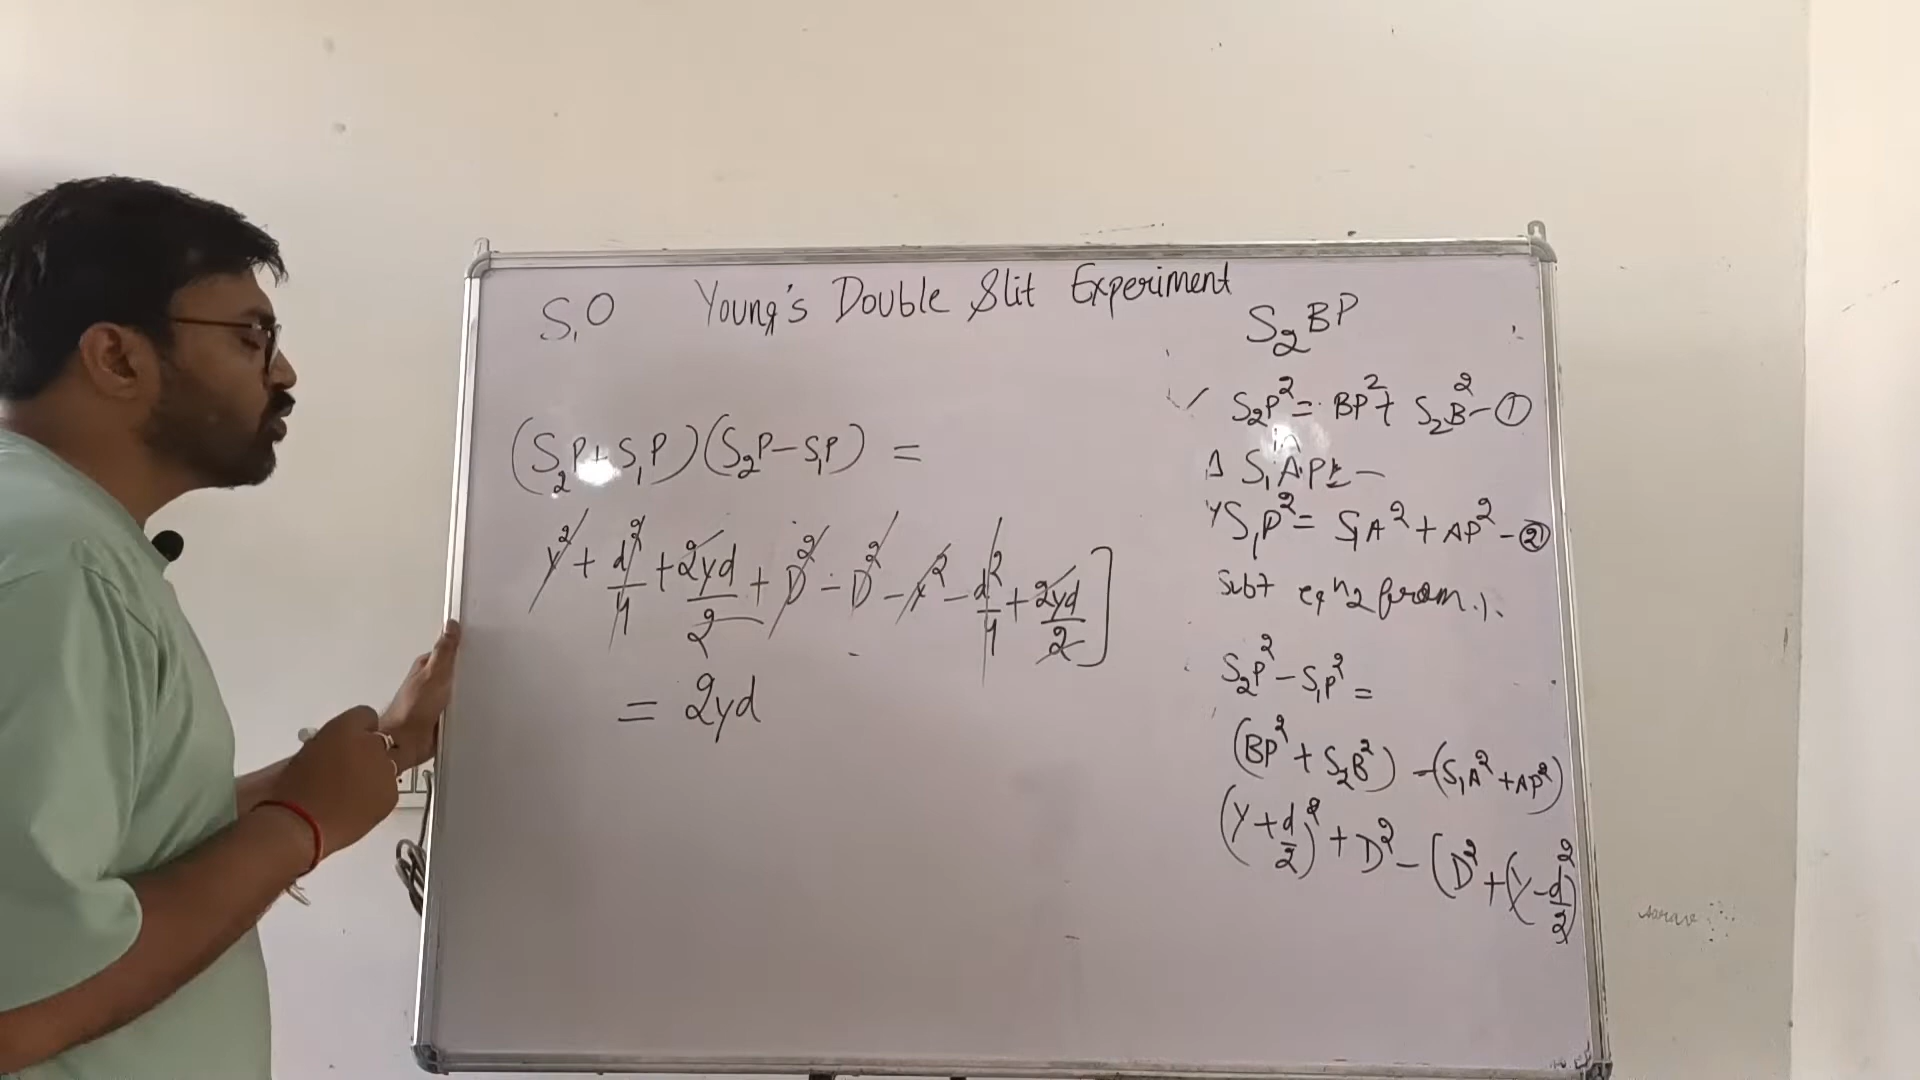 S₁O Young's Double Slit Experiment
(S₂P + S₁P)(S₂P - S₁P) =
y² + d²/4 + 2yd/2 + D² - D² - y² - d²/4 + 2yd/2]
= 2yd
S₂BP
✓ S₂P² = BP² + S₂B² - ①
Δ S₁AP
S₁P² = S₁A² + AP² - ②
Subt eqⁿ 2 from 1.
S₂P² - S₁P² =
(BP² + S₂B²) - (S₁A² + AP²)
(Y + d/2)² + D² - (D² + (Y - d/2)²